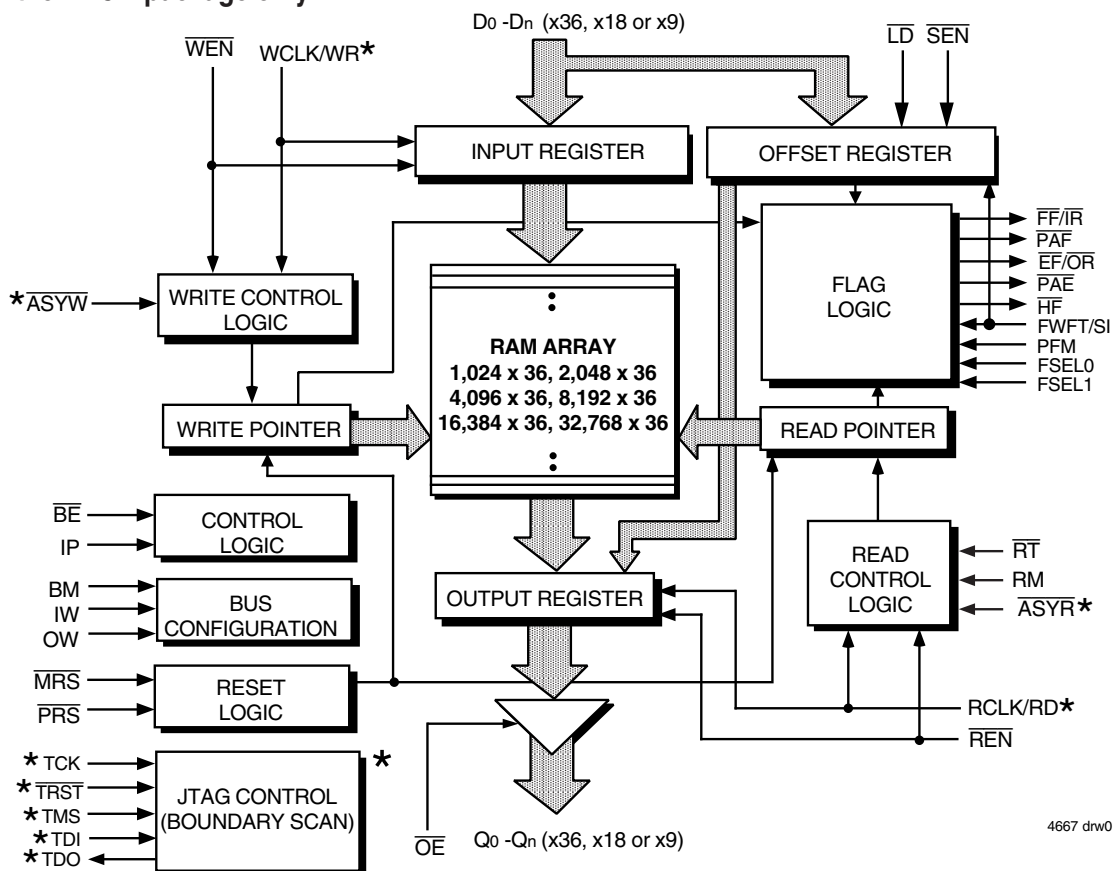 package only
D0 -Dn (x36, x18 or x9)
WEN
WCLK/WR*
LD
SEN
INPUT REGISTER
OFFSET REGISTER
FF/IR
PAF
EF/OR
PAE
HF
FWFT/SI
PFM
FSEL0
FSEL1
FLAG
LOGIC
*ASYW
WRITE CONTROL
LOGIC
RAM ARRAY
1,024 x 36, 2,048 x 36
4,096 x 36, 8,192 x 36
16,384 x 36, 32,768 x 36
WRITE POINTER
READ POINTER
BE
IP
CONTROL
LOGIC
READ
CONTROL
LOGIC
RT
RM
ASYR*
BM
IW
OW
BUS
CONFIGURATION
OUTPUT REGISTER
MRS
PRS
RESET
LOGIC
RCLK/RD*
REN
*TCK
*TRST
*TMS
*TDI
*TDO
JTAG CONTROL
(BOUNDARY SCAN)
*
OE
Q0 -Qn (x36, x18 or x9)
4667 drw0